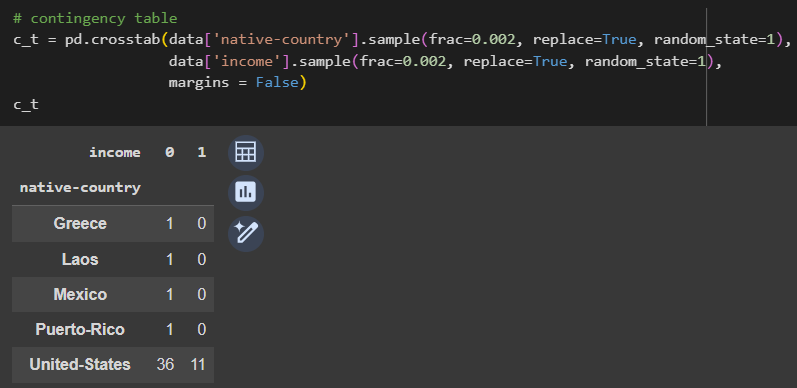 # contingency table
c_t = pd.crosstab(data['native-country'].sample(frac=0.002, replace=True, random_state=1),
data['income'].sample(frac=0.002, replace=True, random_state=1),
margins = False)
c_t
income 0 1
native-country
Greece 1 0
Laos 1 0
Mexico 1 0
Puerto-Rico 1 0
United-States 36 11